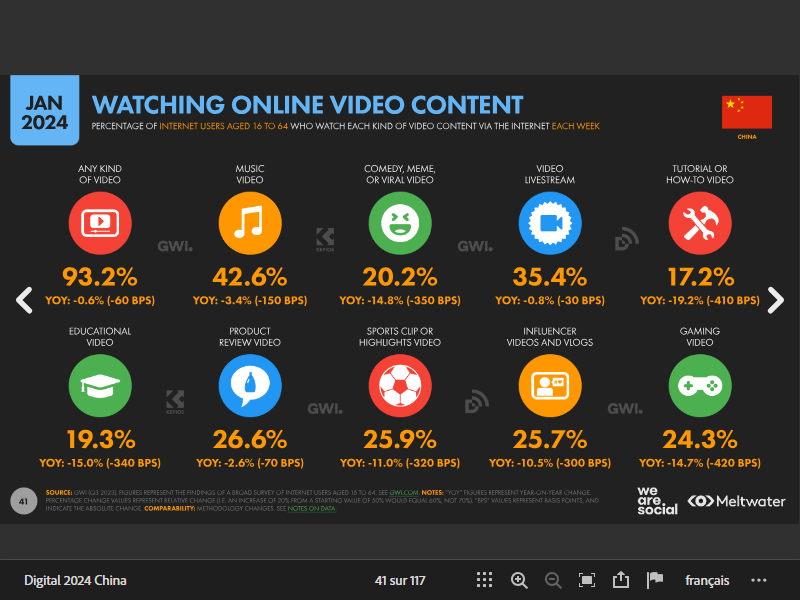 JAN
2024
WATCHING ONLINE VIDEO CONTENT
PERCENTAGE OF INTERNET USERS AGED 16 TO 64 WHO WATCH EACH KIND OF VIDEO CONTENT VIA THE INTERNET EACH WEEK
CHINA
ANY KIND
OF VIDEO
93.2%
YOY: -0.6% (-60 BPS)
MUSIC
VIDEO
42.6%
YOY: -3.4% (-150 BPS)
COMEDY, MEME,
OR VIRAL VIDEO
20.2%
YOY: -14.8% (-350 BPS)
VIDEO
LIVESTREAM
35.4%
YOY: -0.8% (-30 BPS)
TUTORIAL OR
HOW-TO VIDEO
17.2%
YOY: -19.2% (-410 BPS)
GWI.
KEPIOS
GWI.
EDUCATIONAL
VIDEO
19.3%
YOY: -15.0% (-340 BPS)
PRODUCT
REVIEW VIDEO
26.6%
YOY: -2.6% (-70 BPS)
SPORTS CLIP OR
HIGHLIGHTS VIDEO
25.9%
YOY: -11.0% (-320 BPS)
INFLUENCER
VIDEOS AND VLOGS
25.7%
YOY: -10.5% (-300 BPS)
GAMING
VIDEO
24.3%
YOY: -14.7% (-420 BPS)
KEPIOS
GWI.
GWI.
41
SOURCE: GWI (Q3 2023). FIGURES REPRESENT THE FINDINGS OF A BROAD SURVEY OF INTERNET USERS AGED 16 TO 64. SEE GWI.COM. NOTES: "YOY" FIGURES REPRESENT YEAR-ON-YEAR CHANGE.
PERCENTAGE CHANGE VALUES REPRESENT RELATIVE CHANGE (I.E. AN INCREASE OF 20% FROM A STARTING VALUE OF 50% WOULD EQUAL 60%, NOT 70%). "BPS" VALUES REPRESENT BASIS POINTS, AND
INDICATE THE ABSOLUTE CHANGE. COMPARABILITY: METHODOLOGY CHANGES. SEE NOTES ON DATA.
we
are.
social
Meltwater
Digital 2024 China
41 sur 117
français